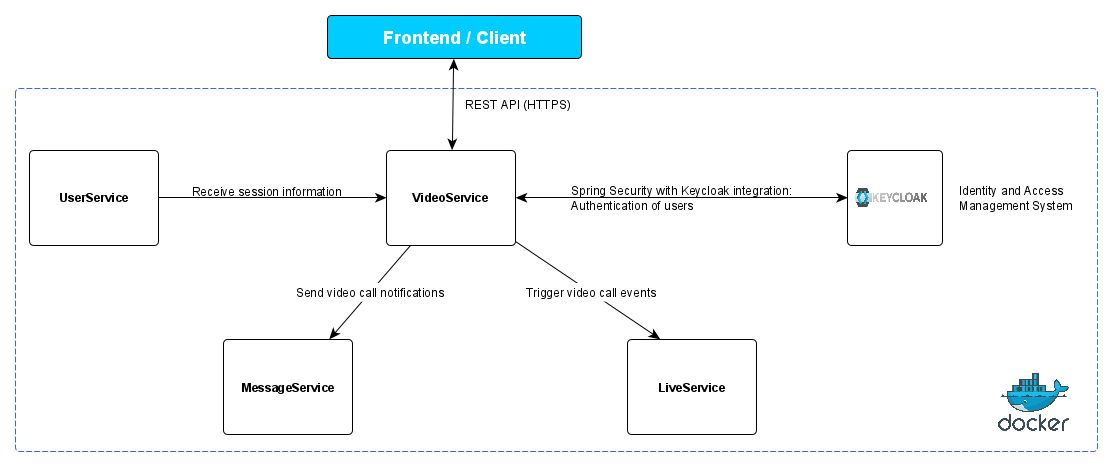 Frontend / Client
REST API (HTTPS)
UserService
Receive session information
VideoService
Spring Security with Keycloak integration:
Authentication of users
KEYCLOAK
Identity and Access
Management System
Send video call notifications
Trigger video call events
MessageService
LiveService
docker